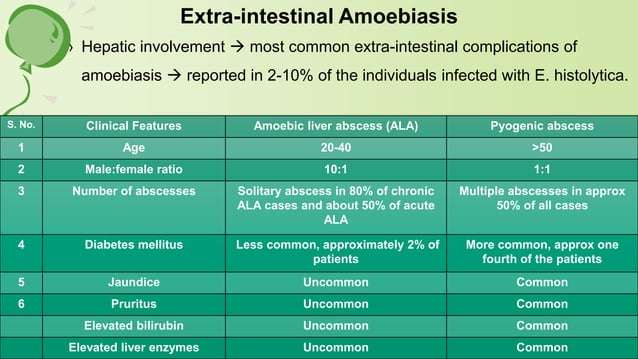 Extra-intestinal Amoebiasis
Hepatic involvement → most common extra-intestinal complications of
amoebiasis → reported in 2-10% of the individuals infected with E. histolytica.
S. No. Clinical Features Amoebic liver abscess (ALA) Pyogenic abscess
1 Age 20-40 >50
2 Male:female ratio 10:1 1:1
3 Number of abscesses Solitary abscess in 80% of chronic Multiple abscesses in approx
ALA cases and about 50% of acute 50% of all cases
ALA
4 Diabetes mellitus Less common, approximately 2% of More common, approx one
patients fourth of the patients
5 Jaundice Uncommon Common
6 Pruritus Uncommon Common
Elevated bilirubin Uncommon Common
Elevated liver enzymes Uncommon Common